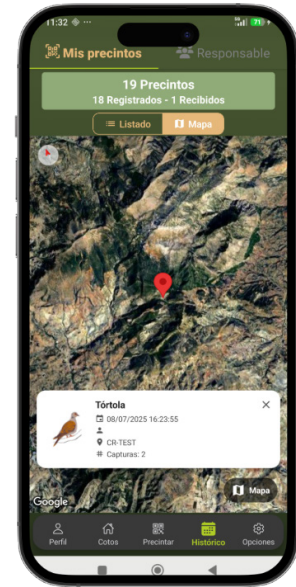 11:32
71
Mis precintos
Responsable
19 Precintos
18 Registrados - 1 Recibidos
Listado
Mapa
Tórtola
08/07/2025 16:23:55
CR-TEST
# Capturas: 2
Google
Mapa
Perfil
Cotos
Precintar
Histórico
Opciones